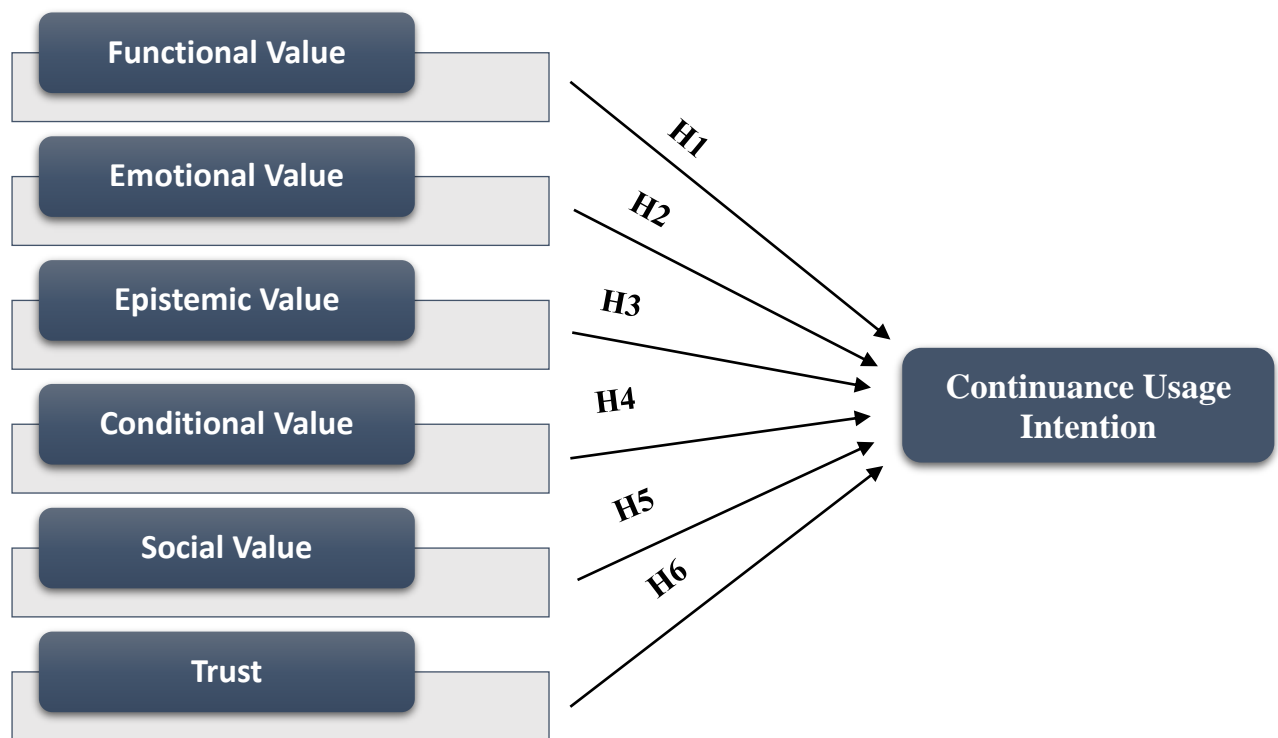 Functional Value
Emotional Value
Epistemic Value
Conditional Value
Social Value
Trust
H1
H2
H3
H4
H5
H6
Continuance Usage
Intention